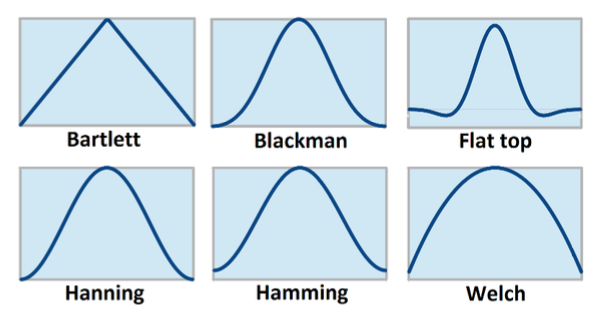 Bartlett
Blackman
Flat top
Hanning
Hamming
Welch